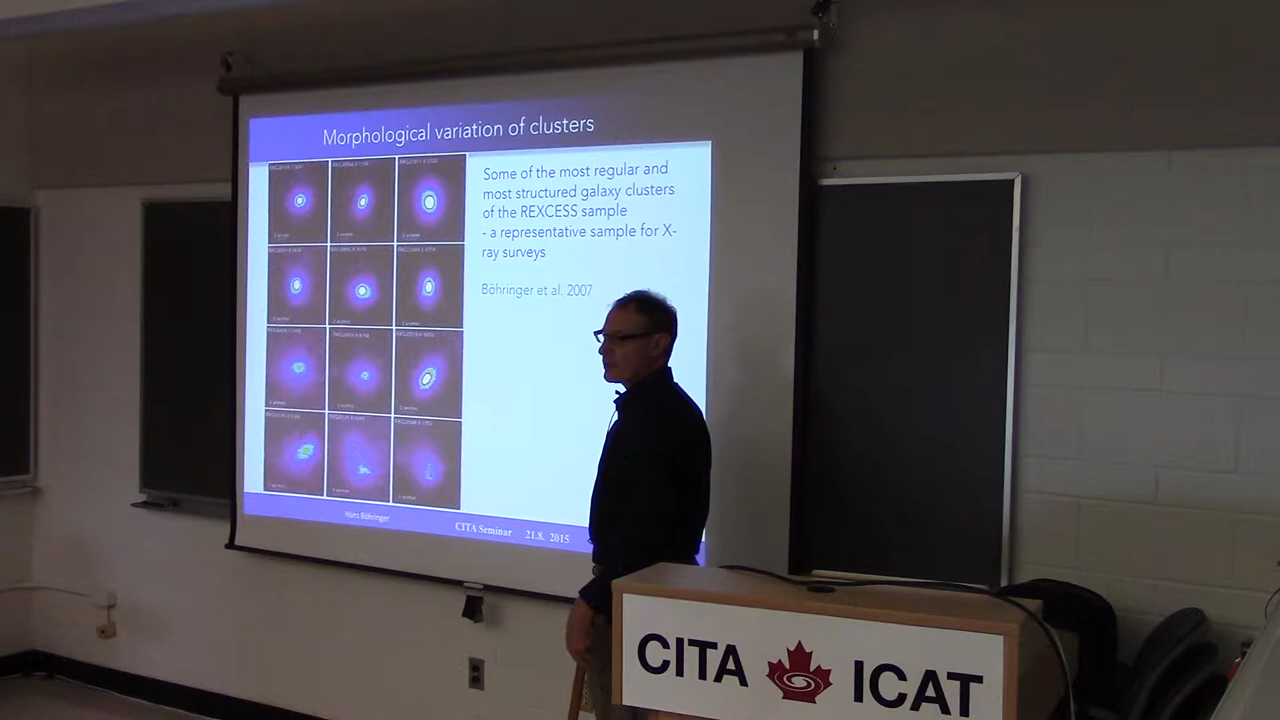 Morphological variation of clusters
Some of the most regular and
most structured galaxy clusters
of the REXCESS sample
- a representative sample for X-
ray surveys
Böhringer et al. 2007
Hans Böhringer
CITA Seminar 21.8. 2015
CITA ICAT